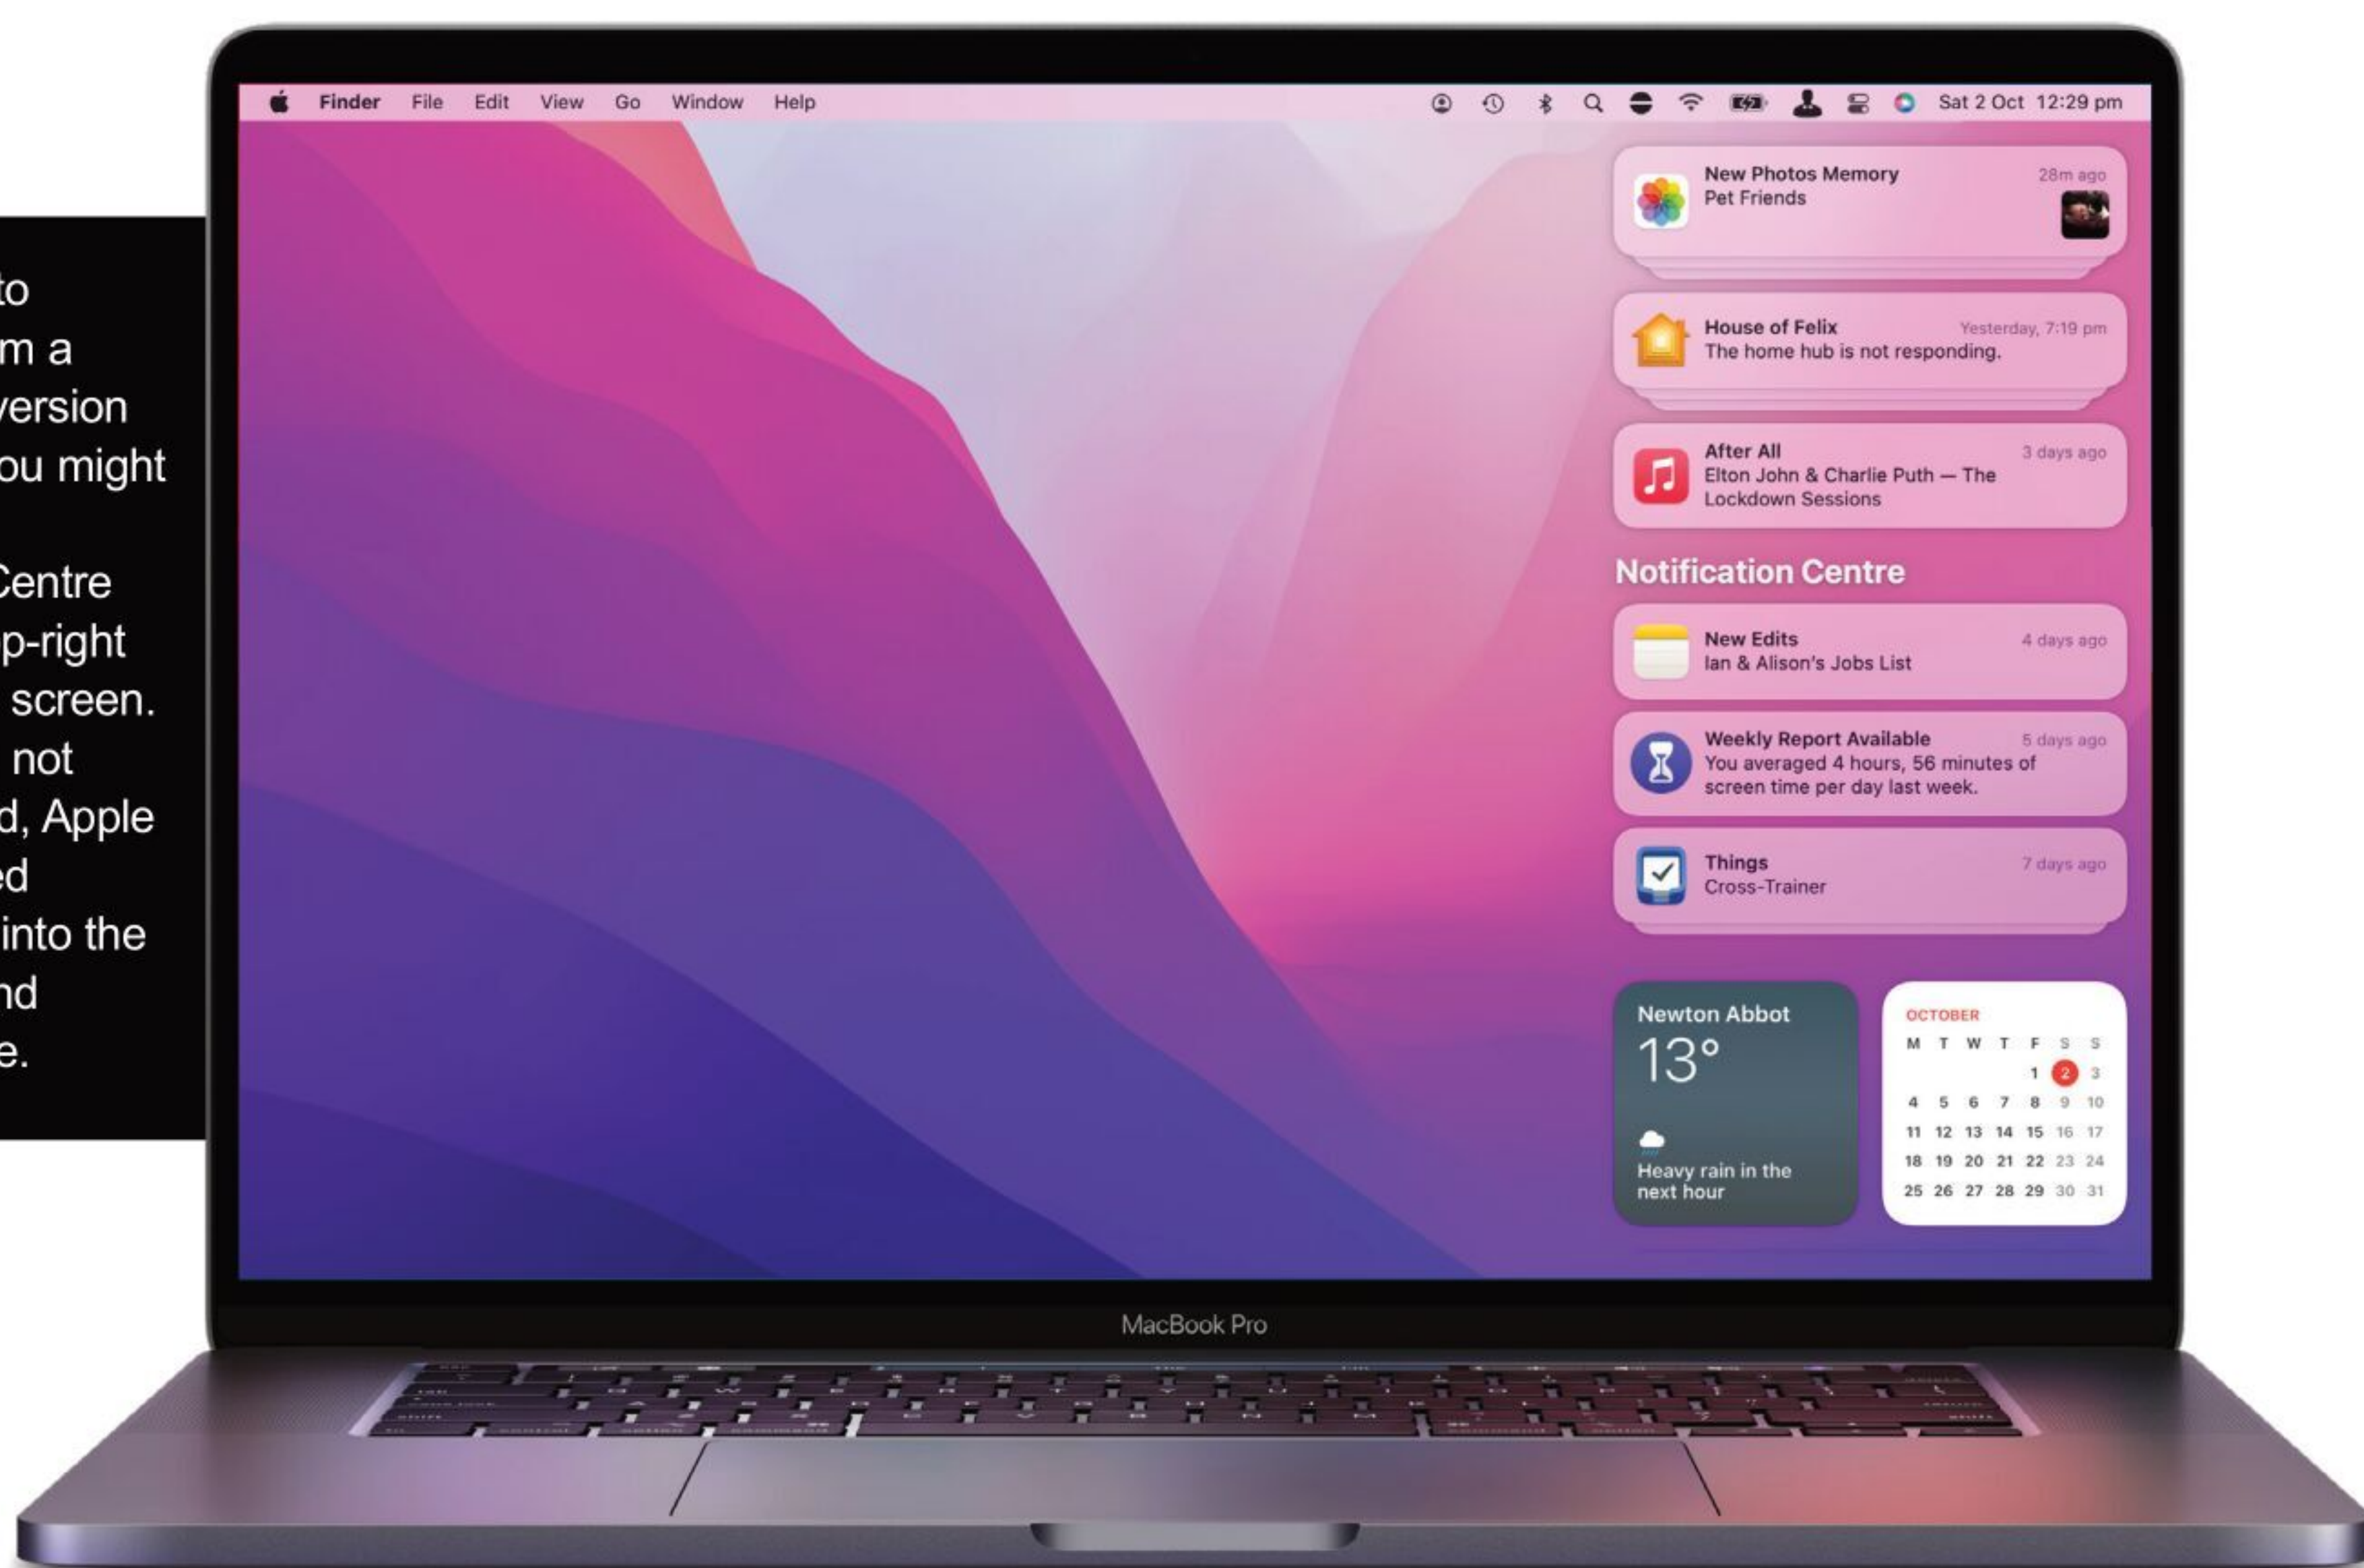 to
m a
version
ou might
Centre
p-right
screen.
not
d, Apple
ed
into the
nd
e.
Finder File Edit View Go Window Help
Sat 2 Oct 12:29 pm
New Photos Memory 28m ago
Pet Friends
House of Felix Yesterday, 7:19 pm
The home hub is not responding.
After All 3 days ago
Elton John & Charlie Puth — The
Lockdown Sessions
Notification Centre
New Edits 4 days ago
Ian & Alison's Jobs List
Weekly Report Available 5 days ago
You averaged 4 hours, 56 minutes of
screen time per day last week.
Things 7 days ago
Cross-Trainer
Newton Abbot
13°
Heavy rain in the
next hour
OCTOBER
M T W T F S S
1 2 3
4 5 6 7 8 9 10
11 12 13 14 15 16 17
18 19 20 21 22 23 24
25 26 27 28 29 30 31
MacBook Pro